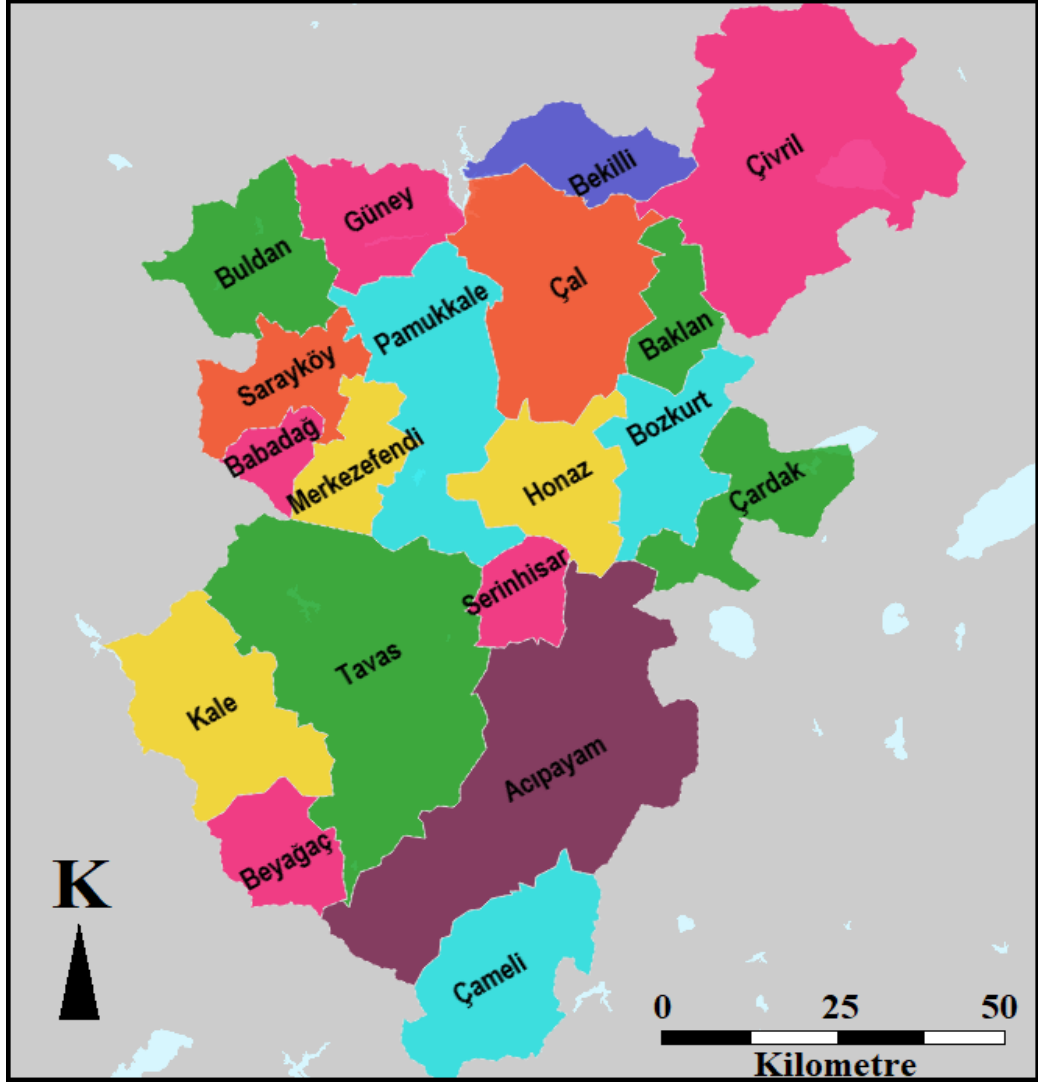 Çivril
Bekilli
Güney
Buldan
Çal
Pamukkale
Baklan
Sarayköy
Bozkurt
Babadağ
Merkezefendi
Honaz
Çardak
Serinhisar
Tavas
Kale
Acıpayam
Beyağaç
K
Çameli
0 25 50
Kilometre